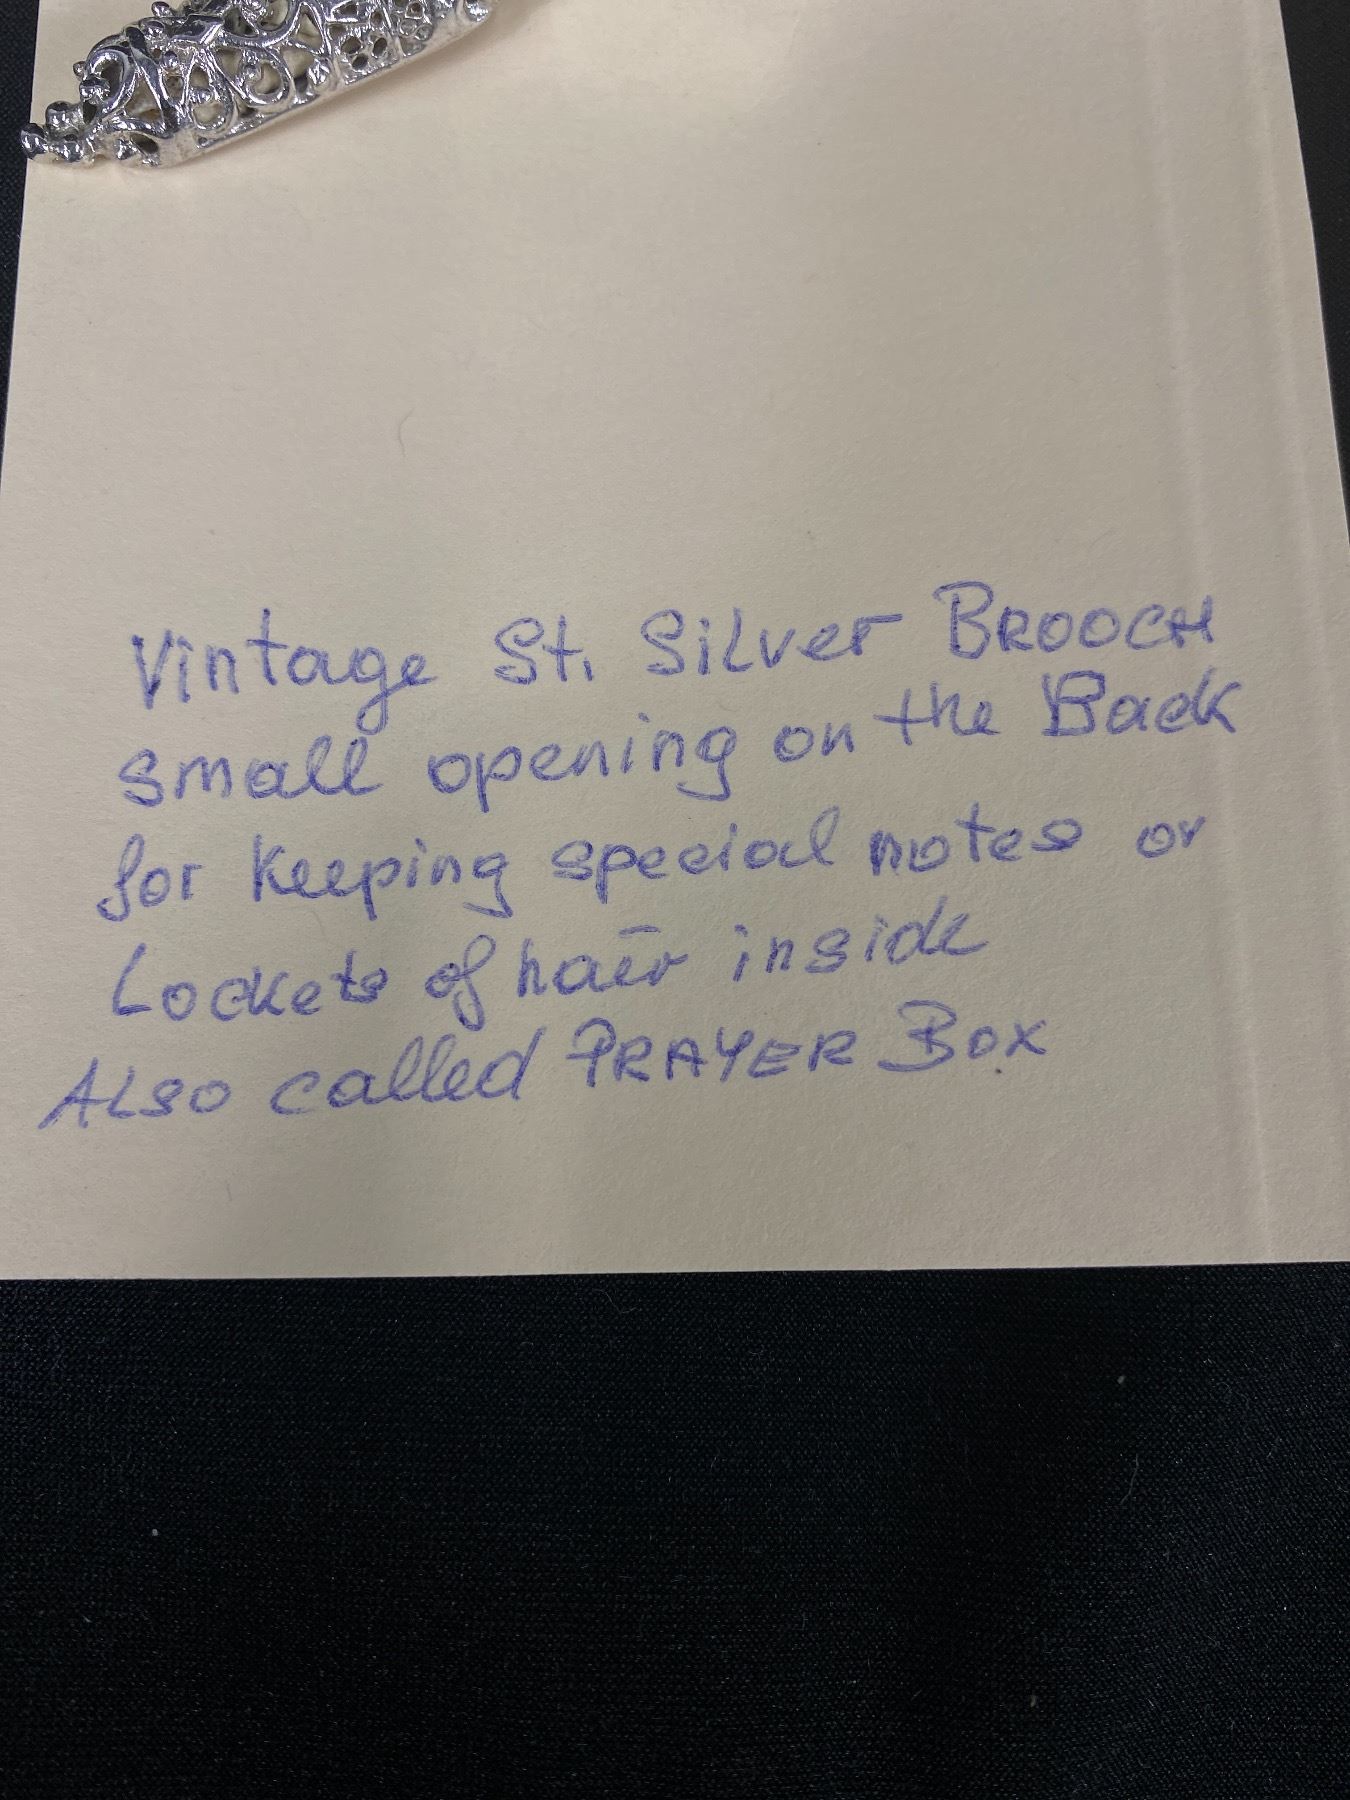 Vintage St. Silver BROOCH
small opening on the Back
for keeping special notes or
Lockets of hair inside
ALSO called PRAYER BOX